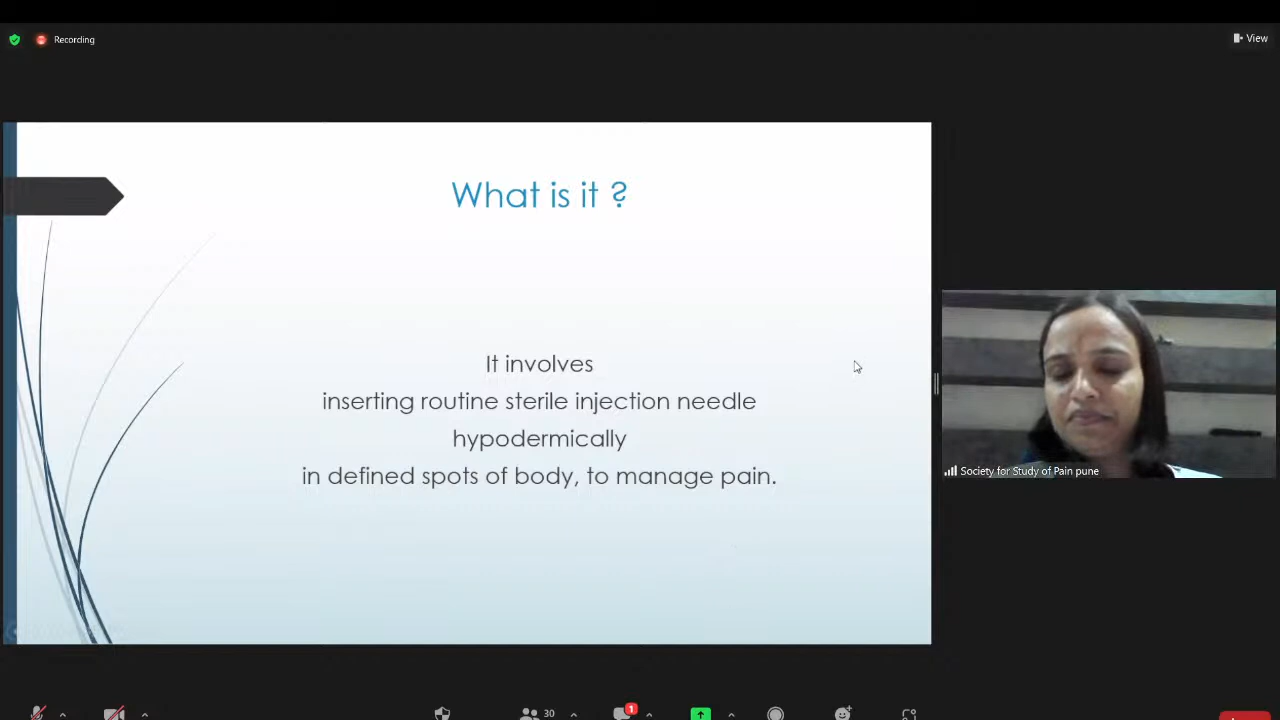 Recording
View
What is it ?
It involves
inserting routine sterile injection needle
hypodermically
in defined spots of body, to manage pain.
Society for Study of Pain pune
30
1